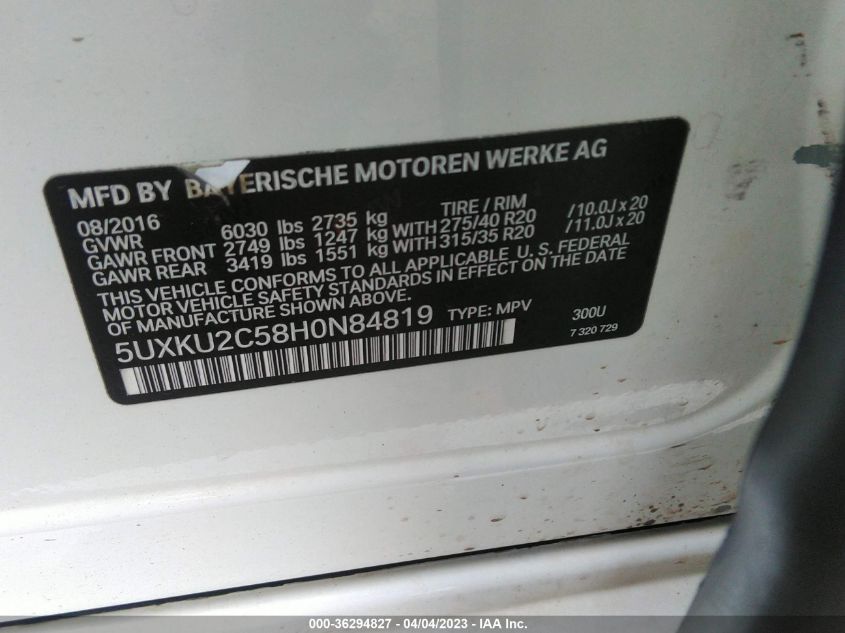 MFD BY BAYERISCHE MOTOREN WERKE AG
08/2016 TIRE / RIM
GVWR 6030 lbs 2735 kg
GAWR FRONT 2749 lbs 1247 kg WITH 275/40 R20 /10.0J x 20
GAWR REAR 3419 lbs 1551 kg WITH 315/35 R20 /11.0J x 20
THIS VEHICLE CONFORMS TO ALL APPLICABLE U. S. FEDERAL
MOTOR VEHICLE SAFETY STANDARDS IN EFFECT ON THE DATE
OF MANUFACTURE SHOWN ABOVE.
5UXKU2C58H0N84819 TYPE: MPV 300U
7 320 729
000-36294827 - 04/04/2023 - IAA Inc.